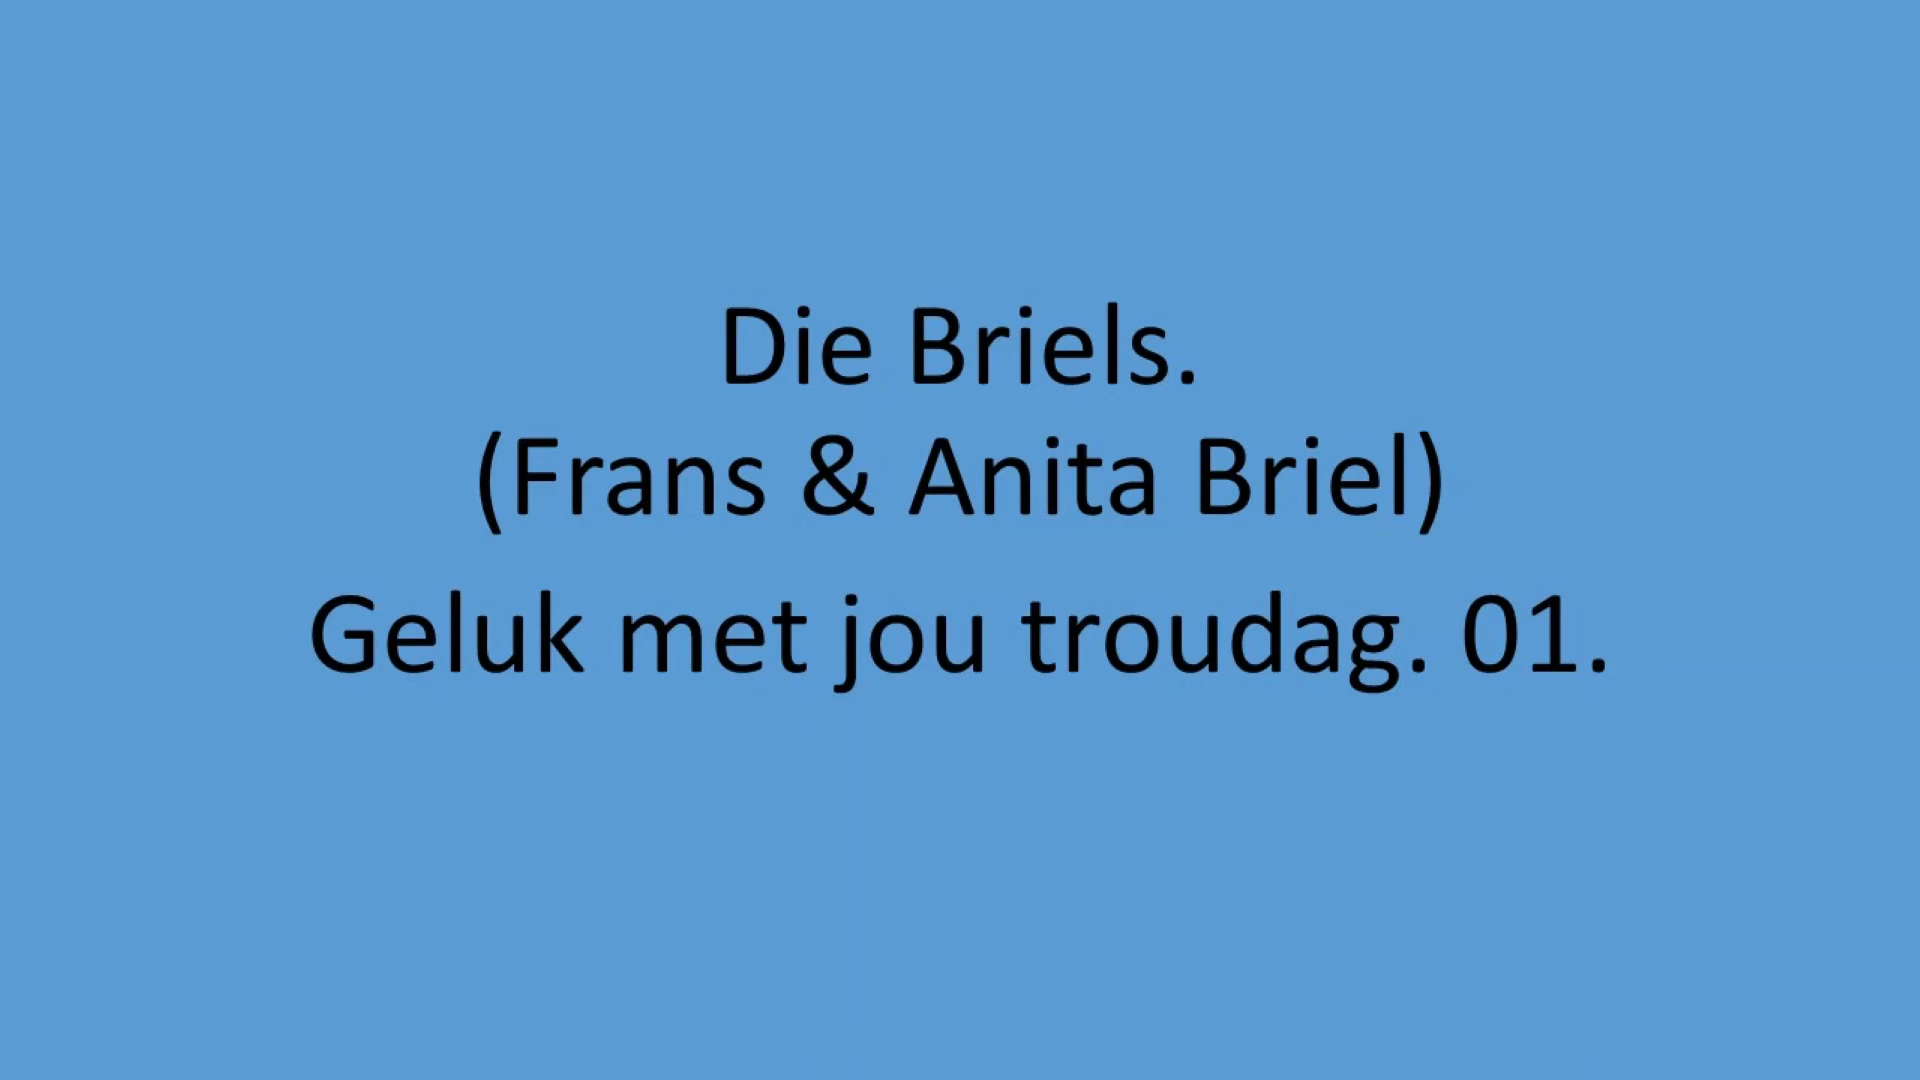 Die Briels.
(Frans & Anita Briel)
Geluk met jou troudag. 01.